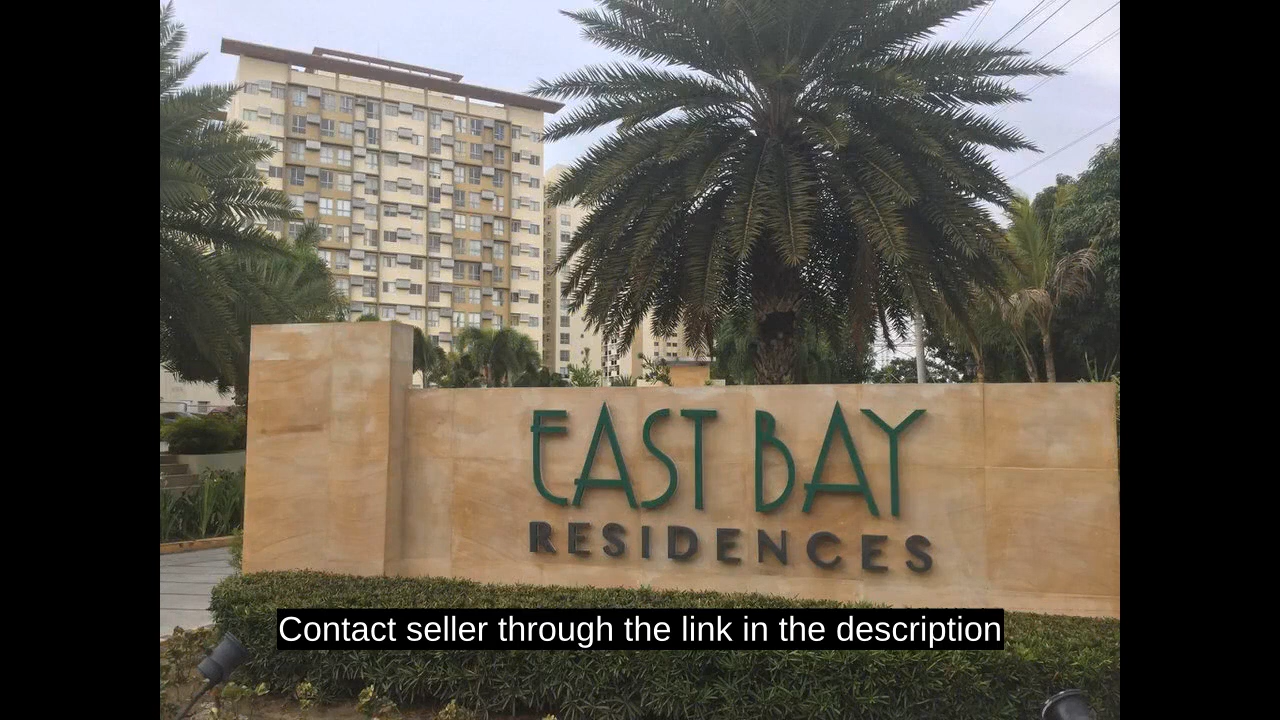 EAST BAY
RESIDENCES
Contact seller through the link in the description